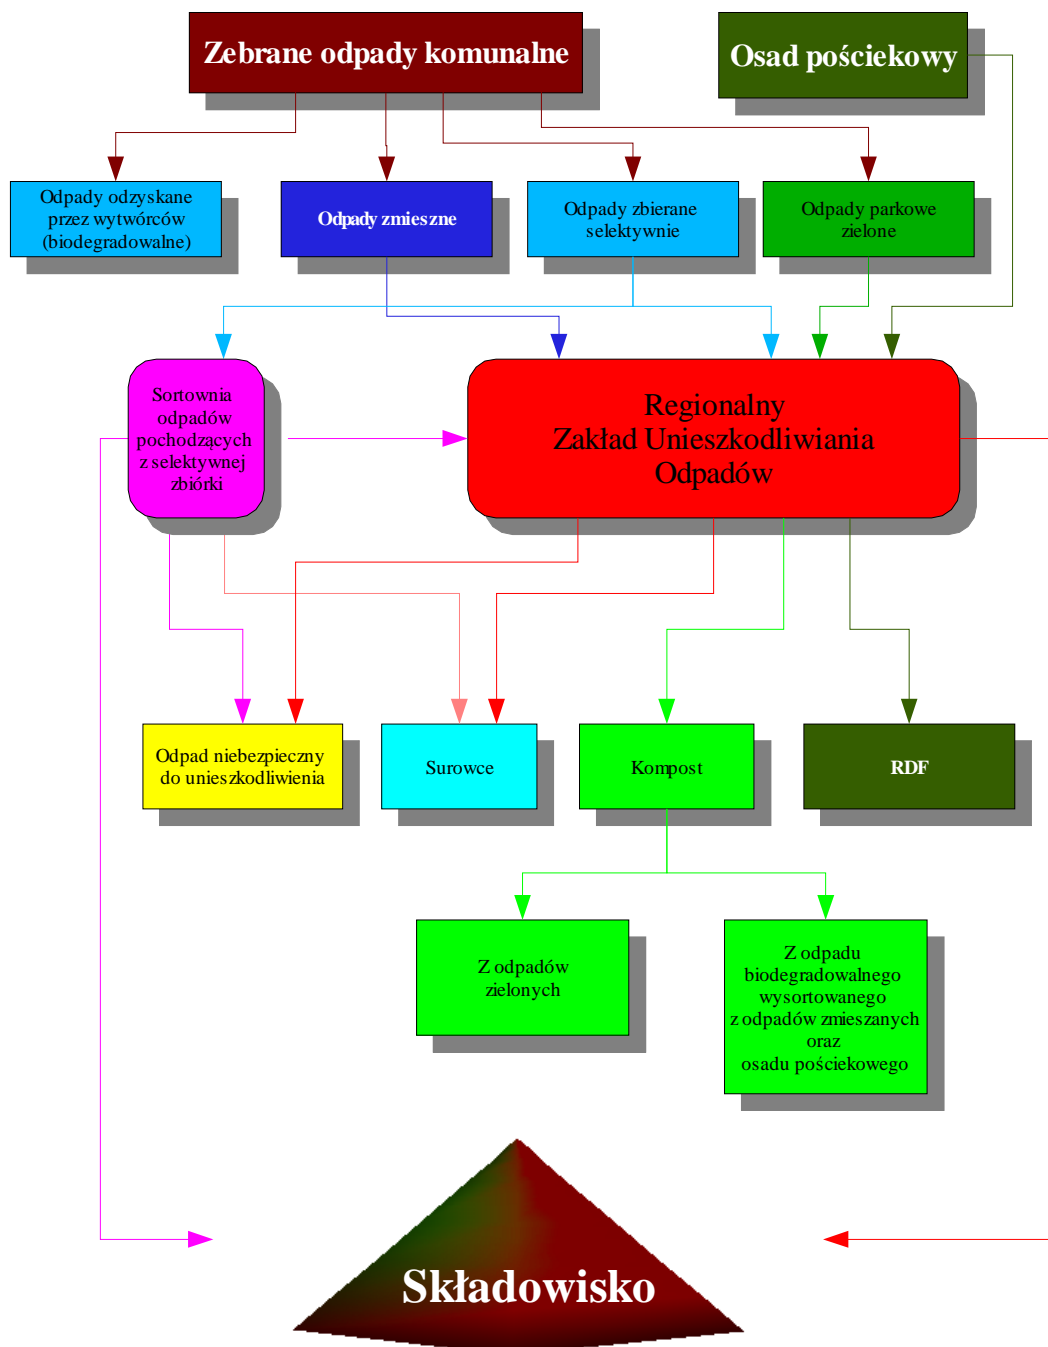 Zebrane odpady komunalne
Osad pościekowy
Odpady odzyskane
przez wytwórców
(biodegradowalne)
Odpady zmieszne
Odpady zbierane
selektywnie
Odpady parkowe
zielone
Sortownia
odpadów
pochodzących
z selektywnej
zbiórki
Regionalny
Zakład Unieszkodliwiania
Odpadów
Odpad niebezpieczny
do unieszkodliwienia
Surowce
Kompost
RDF
Z odpadów
zielonych
Z odpadu
biodegradowalnego
wysortowanego
z odpadów zmieszanych
oraz
osadu pościekowego
Składowisko